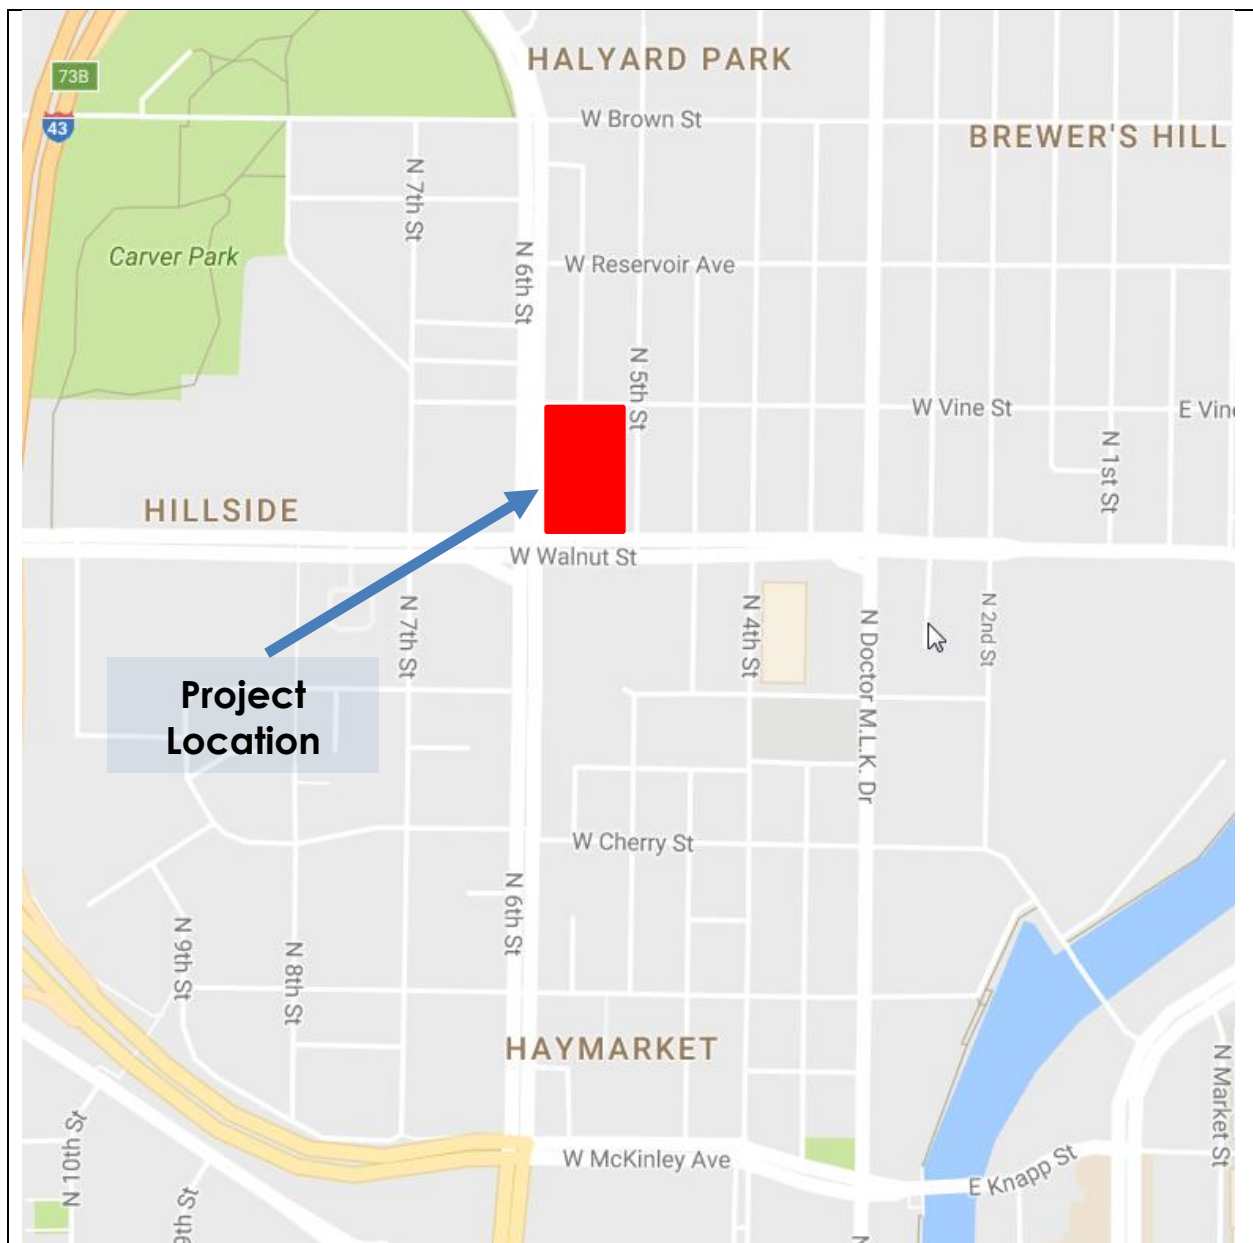 HALYARD PARK
73B
43
W Brown St
BREWER'S HILL
N 7th St
Carver Park
N 6th St
W Reservoir Ave
N 5th St
W Vine St
E Vine
N 1st St
HILLSIDE
W Walnut St
N 7th St
N 4th St
N Doctor M.L.K. Dr
N 2nd St
Project
Location
W Cherry St
N 6th St
N 9th St
N 8th St
HAYMARKET
N Market St
N 10th St
W McKinley Ave
E Knapp St
9th St
N